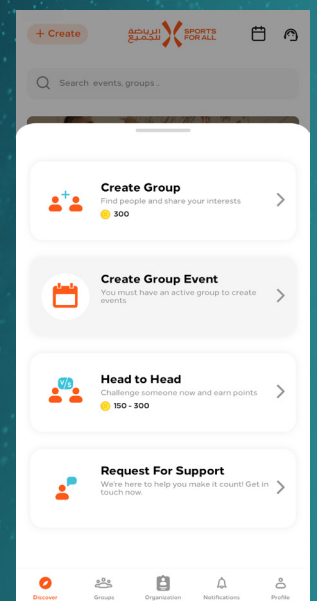 + Create
الرياضة للجميع
SPORTS FOR ALL
Search events, groups ..
Create Group
Find people and share your interests
300
Create Group Event
You must have an active group to create
events
Head to Head
V/S
Challenge someone now and earn points
150 - 300
Request For Support
We're here to help you make it count! Get in
touch now.
Discover
Groups
Organization
Notifications
Profile